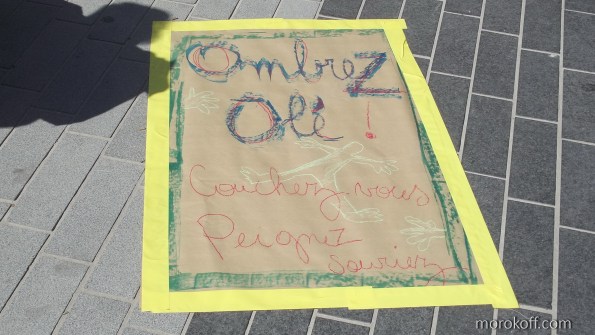 OmbreZ
Olé !
Couchez vous
Peignez
souriez
morokoff.com